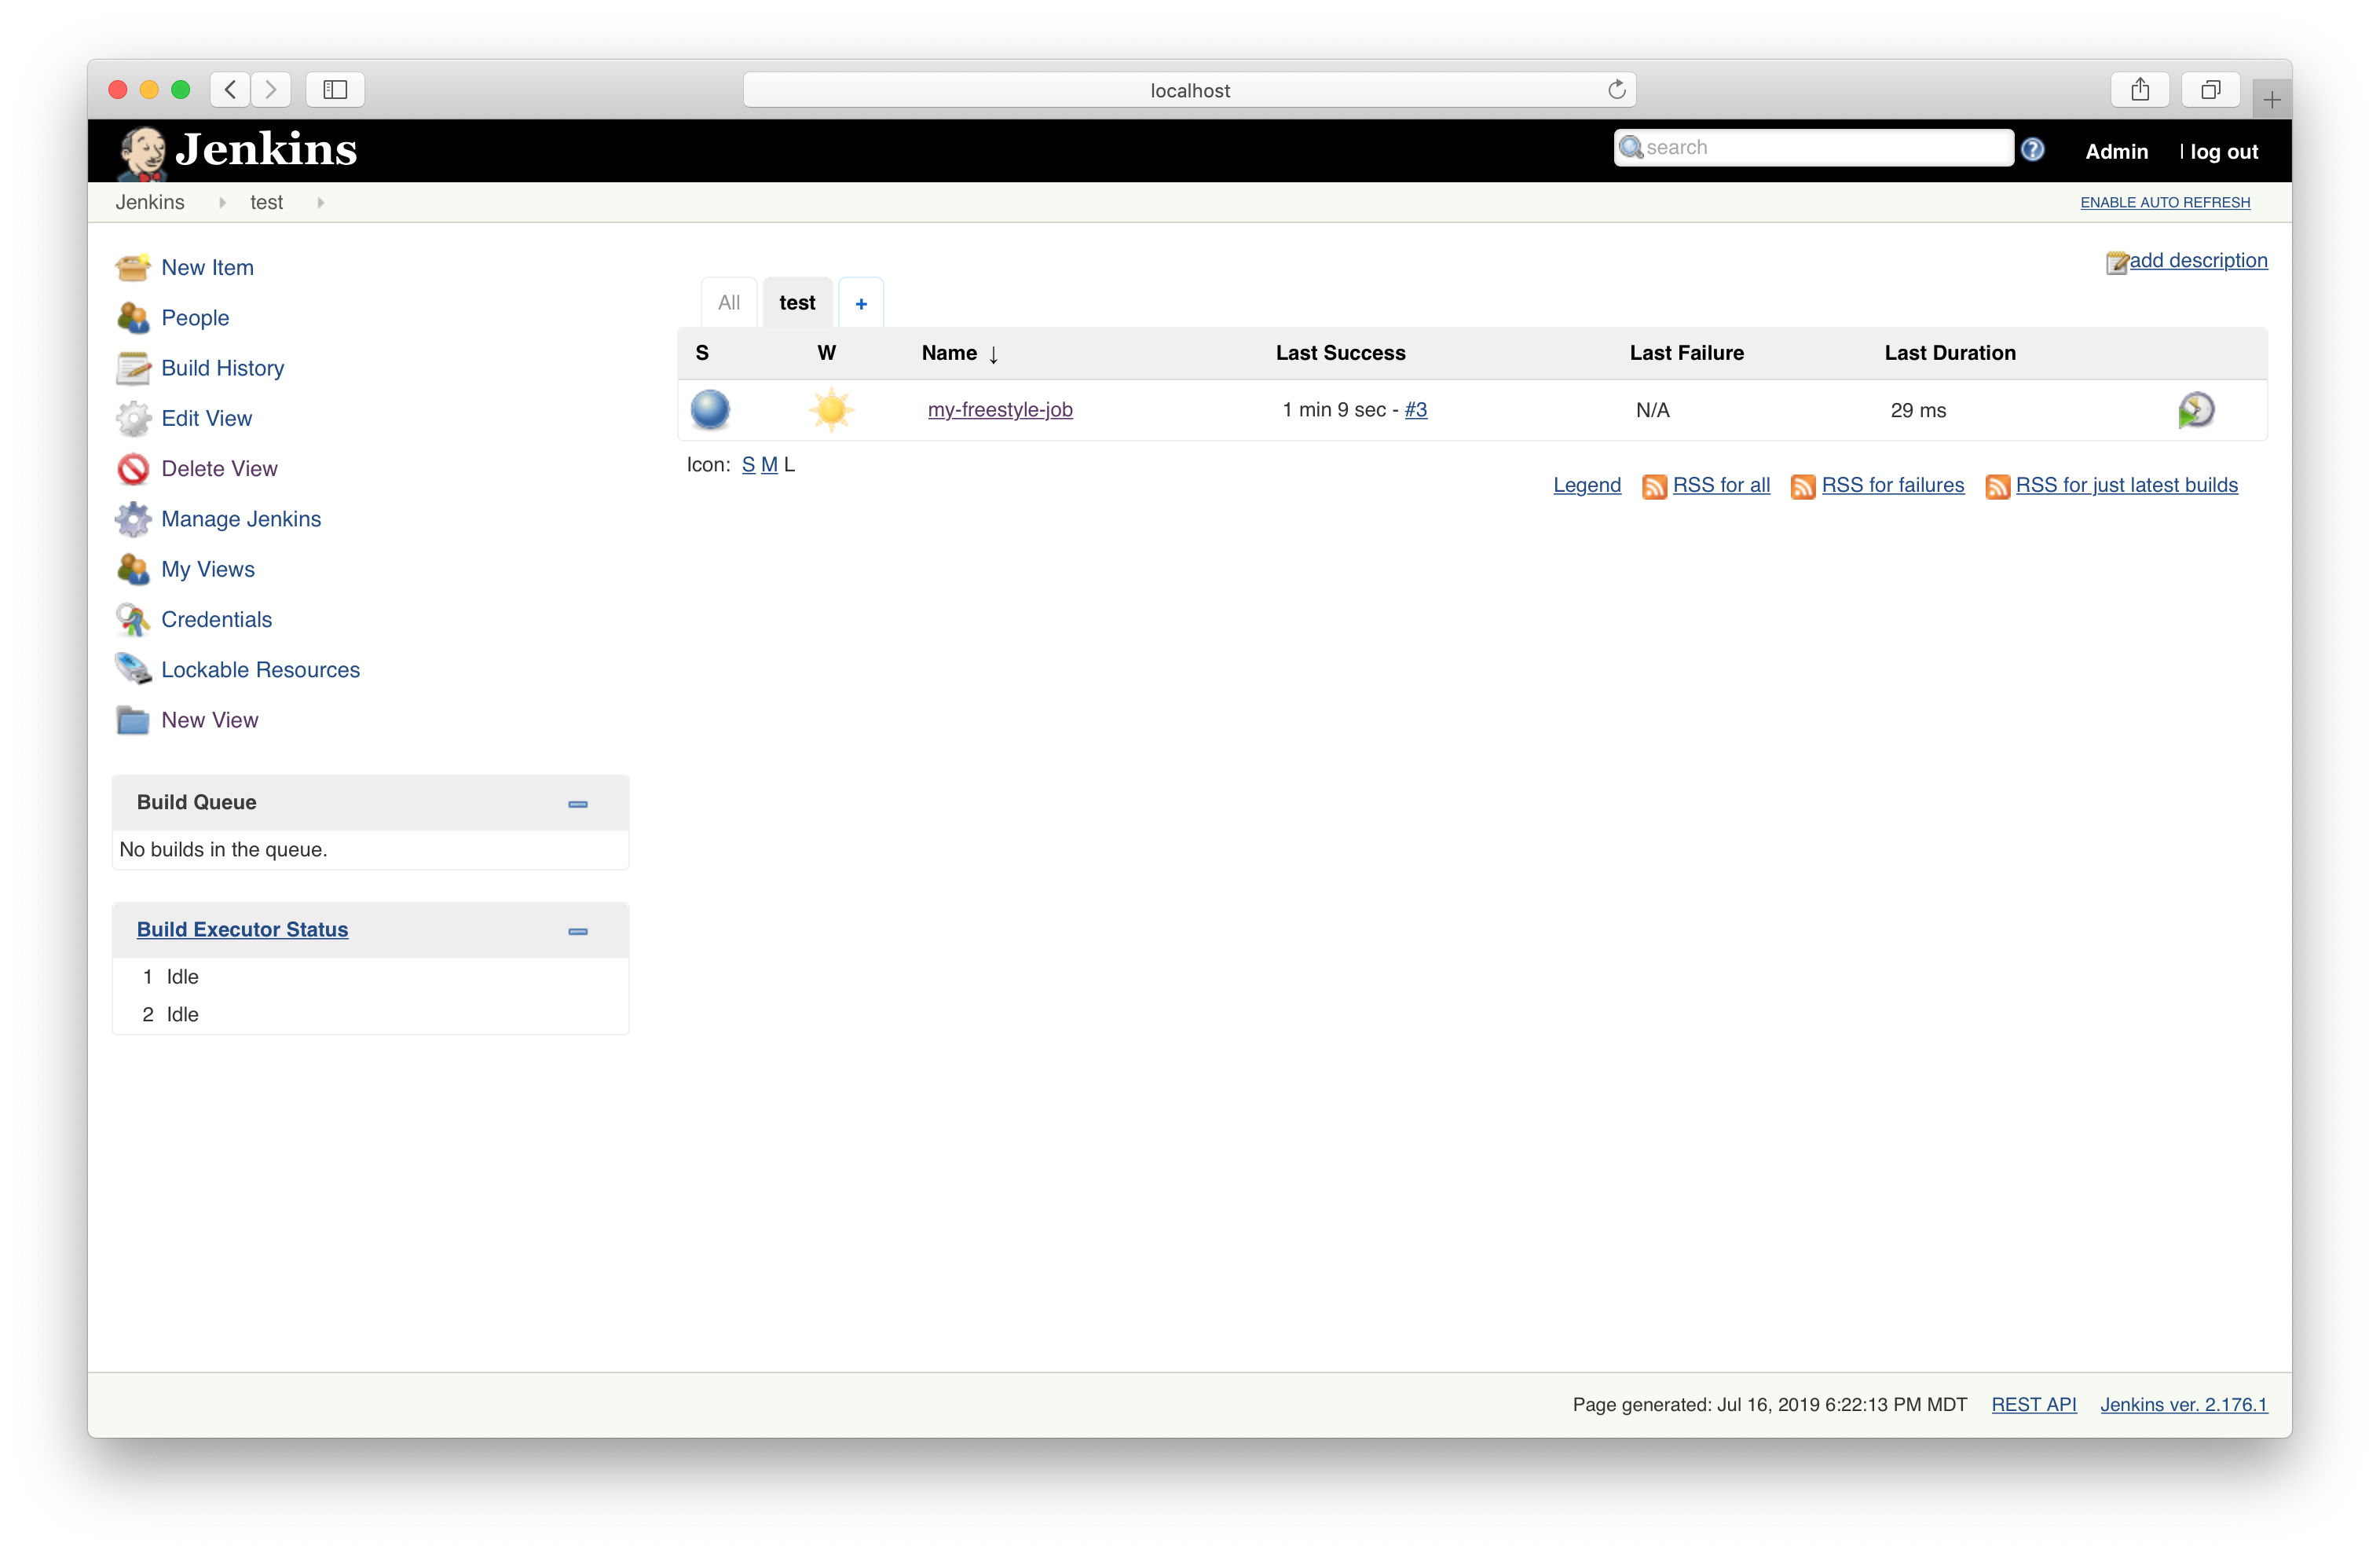 localhost
Jenkins
search
Admin
| log out
Jenkins
test
ENABLE AUTO REFRESH
New Item
People
Build History
Edit View
Delete View
Manage Jenkins
My Views
Credentials
Lockable Resources
New View
Build Queue
No builds in the queue.
Build Executor Status
1 Idle
2 Idle
add description
All test +
S W Name ↓ Last Success Last Failure Last Duration
my-freestyle-job 1 min 9 sec - #3 N/A 29 ms
Icon: S M L
Legend RSS for all RSS for failures RSS for just latest builds
Page generated: Jul 16, 2019 6:22:13 PM MDT REST API Jenkins ver. 2.176.1